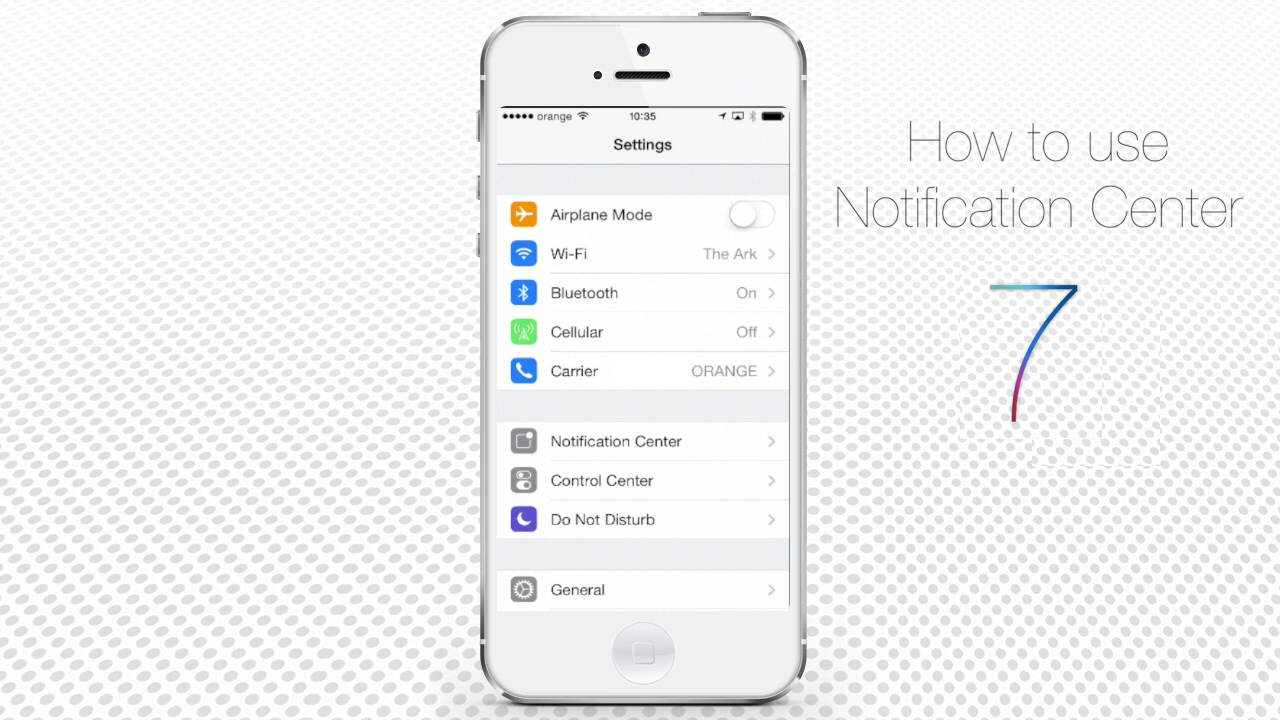 orange 10:35
Settings
Airplane Mode
Wi-Fi The Ark
Bluetooth On
Cellular Off
Carrier ORANGE
Notification Center
Control Center
Do Not Disturb
General
How to use
Notification Center
7